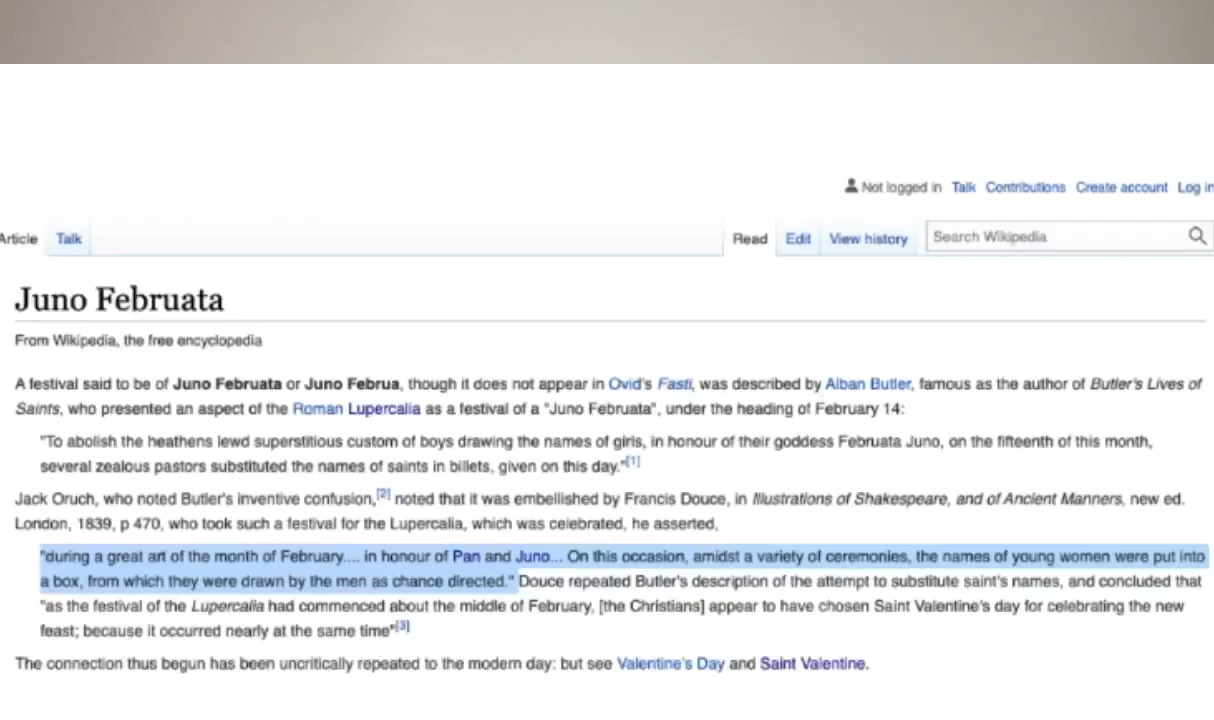 Not logged in Talk Contributions Create account Log in
Article Talk Read Edit View history Search Wikipedia
Juno Februata
From Wikipedia, the free encyclopedia
A festival said to be of Juno Februata or Juno Februa, though it does not appear in Ovid's Fasti, was described by Alban Butler, famous as the author of Butler's Lives of
Saints, who presented an aspect of the Roman Lupercalia as a festival of a "Juno Februata", under the heading of February 14:
"To abolish the heathens lewd superstitious custom of boys drawing the names of girls, in honour of their goddess Februata Juno, on the fifteenth of this month,
several zealous pastors substituted the names of saints in billets, given on this day."[1]
Jack Oruch, who noted Butler's inventive confusion,[2] noted that it was embellished by Francis Douce, in Illustrations of Shakespeare, and of Ancient Manners, new ed.
London, 1839, p 470, who took such a festival for the Lupercalia, which was celebrated, he asserted,
"during a great art of the month of February.... in honour of Pan and Juno... On this occasion, amidst a variety of ceremonies, the names of young women were put into
a box, from which they were drawn by the men as chance directed." Douce repeated Butler's description of the attempt to substitute saint's names, and concluded that
"as the festival of the Lupercalia had commenced about the middle of February, [the Christians] appear to have chosen Saint Valentine's day for celebrating the new
feast; because it occurred nearly at the same time"[3]
The connection thus begun has been uncritically repeated to the modern day: but see Valentine's Day and Saint Valentine.